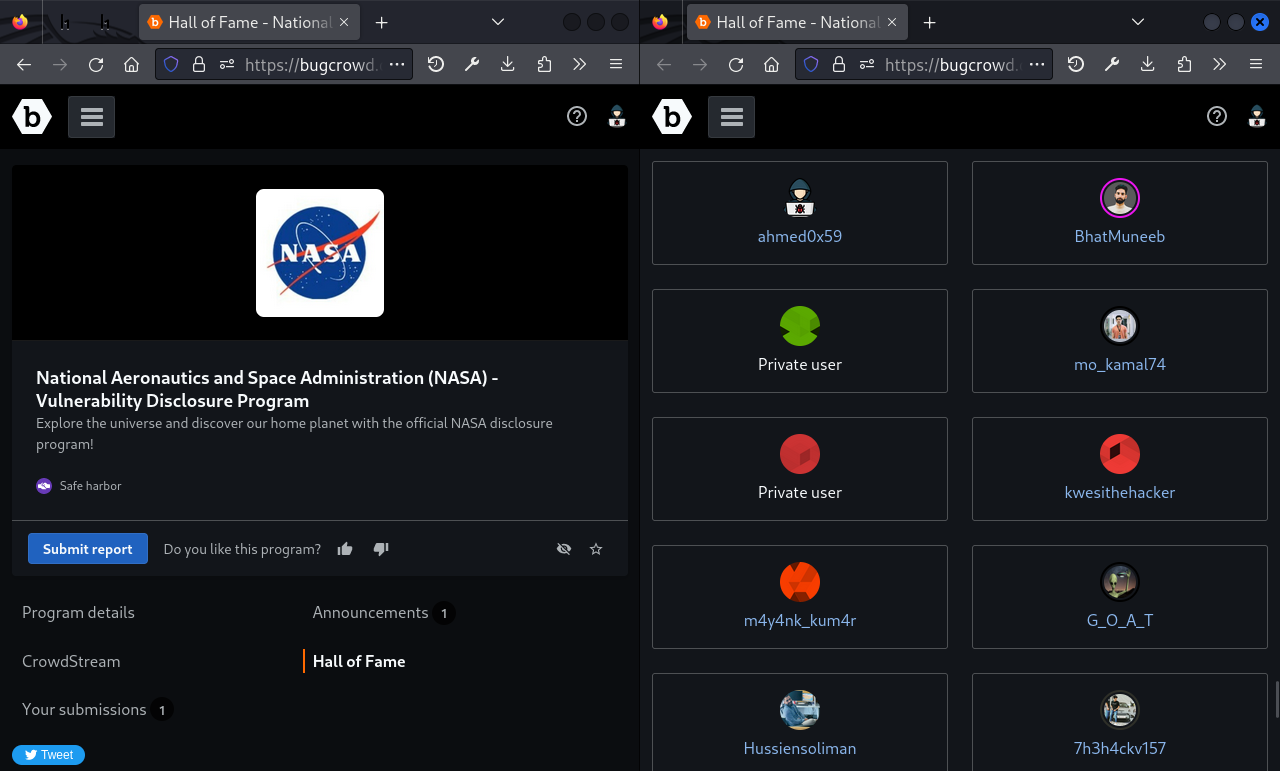 Hall of Fame - National
https://bugcrowd.c
b
NASA
National Aeronautics and Space Administration (NASA) -
Vulnerability Disclosure Program
Explore the universe and discover our home planet with the official NASA disclosure
program!
Safe harbor
Submit report
Do you like this program?
Program details
Announcements 1
CrowdStream
Hall of Fame
Your submissions 1
Tweet
Hall of Fame - National
https://bugcrowd.c
b
ahmed0x59
BhatMuneeb
Private user
mo_kamal74
Private user
kwesithehacker
m4y4nk_kum4r
G_O_A_T
Hussiensoliman
7h3h4ckv157